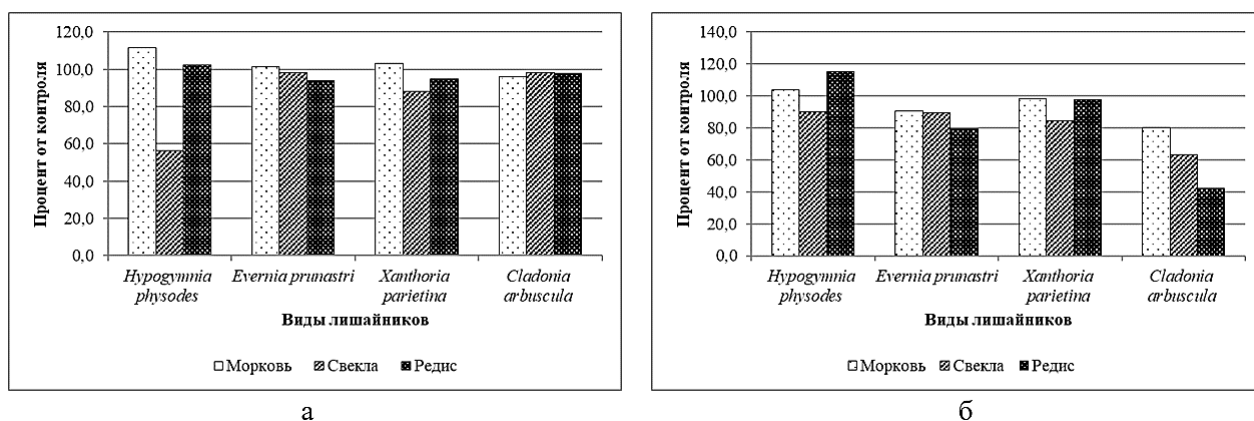 120,0
100,0
80,0
60,0
40,0
20,0
0,0
Процент от контроля
Hypogymnia physodes
Evernia prunastri
Xanthoria parietina
Cladonia arbuscula
Виды лишайников
Морковь Свекла Редис
а
140,0
120,0
100,0
80,0
60,0
40,0
20,0
0,0
Процент от контроля
Hypogymnia physodes
Evernia prunastri
Xanthoria parietina
Cladonia arbuscula
Виды лишайников
Морковь Свекла Редис
б